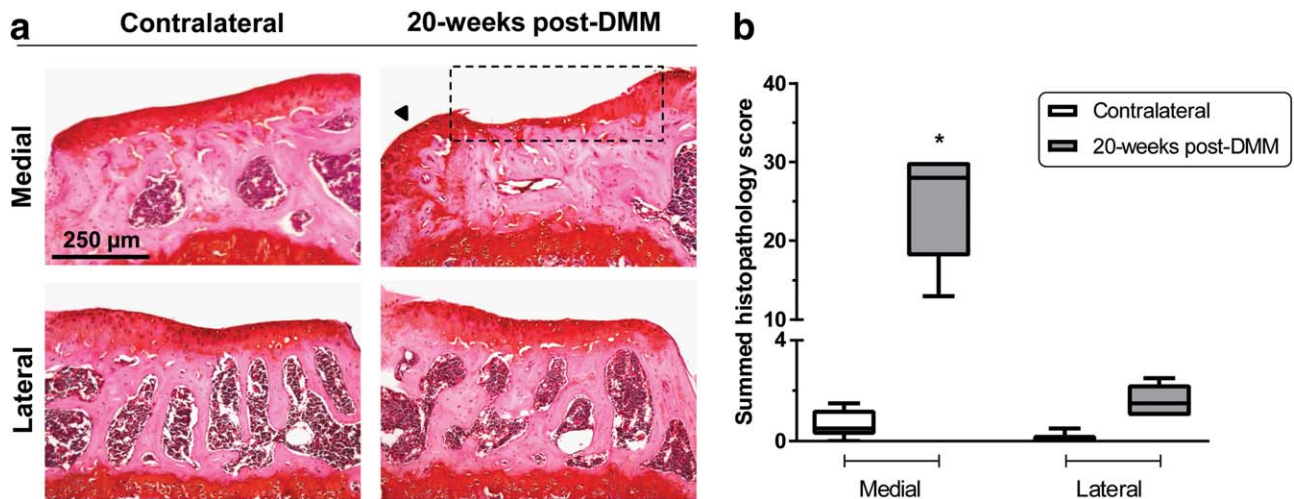 a
Contralateral
20-weeks post-DMM
Medial
250 µm
Lateral
b
Summed histopathology score
40
30
20
10
4
2
0
*
Contralateral
20-weeks post-DMM
Medial
Lateral